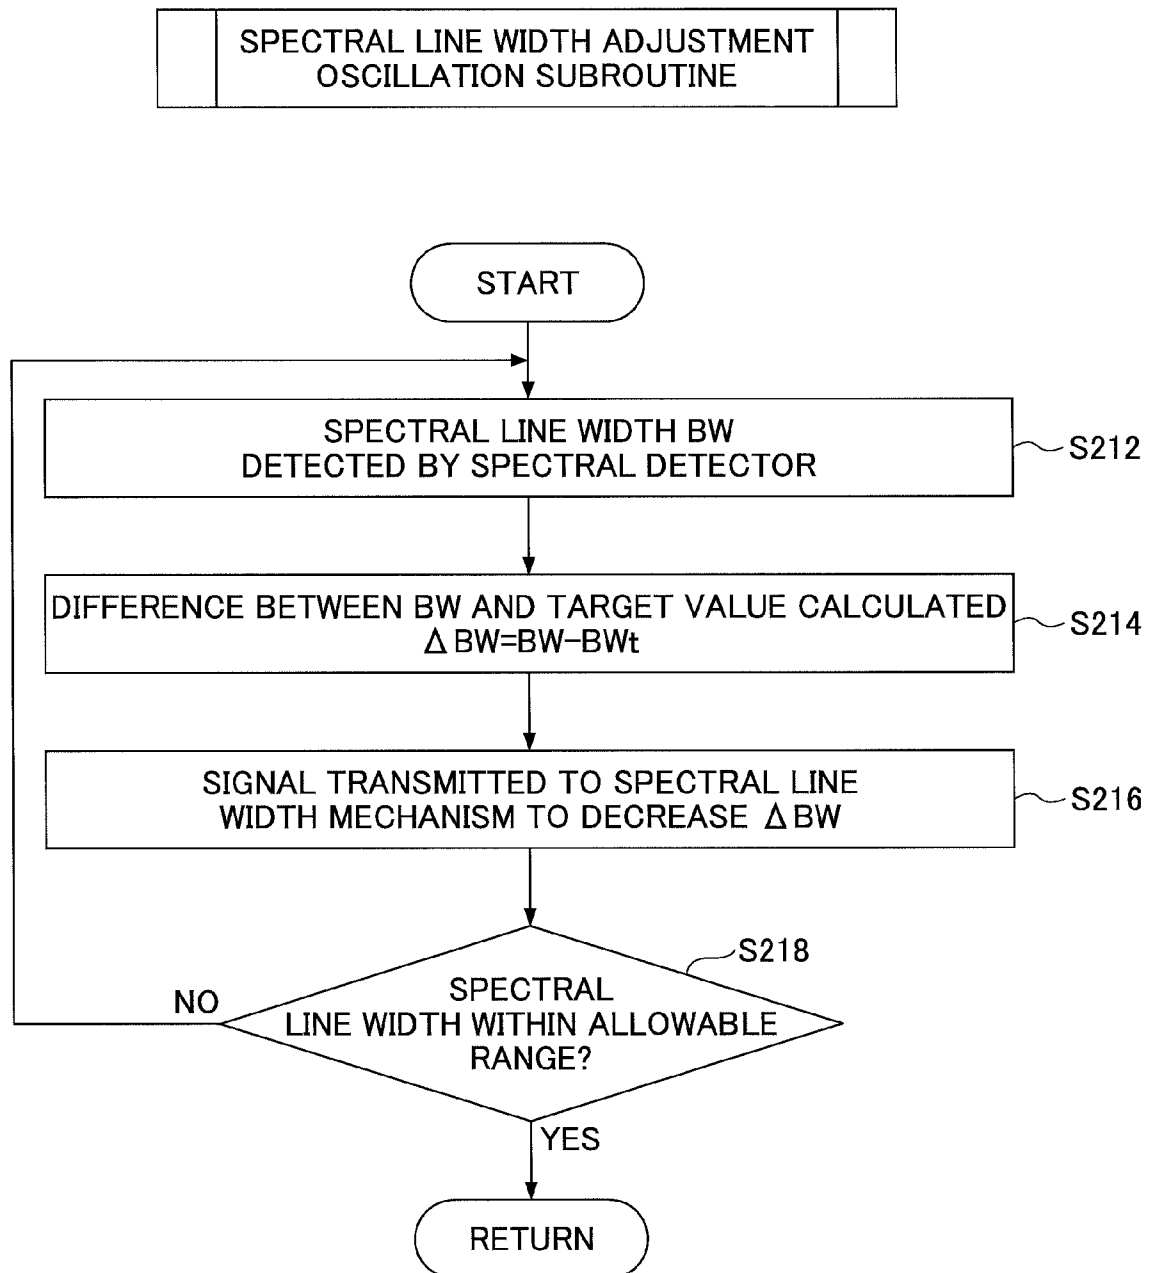 SPECTRAL LINE WIDTH ADJUSTMENT
OSCILLATION SUBROUTINE
START
SPECTRAL LINE WIDTH BW
DETECTED BY SPECTRAL DETECTOR
S212
DIFFERENCE BETWEEN BW AND TARGET VALUE CALCULATED
Δ BW=BW-BWt
S214
SIGNAL TRANSMITTED TO SPECTRAL LINE
WIDTH MECHANISM TO DECREASE Δ BW
S216
S218
SPECTRAL
LINE WIDTH WITHIN ALLOWABLE
RANGE?
NO
YES
RETURN